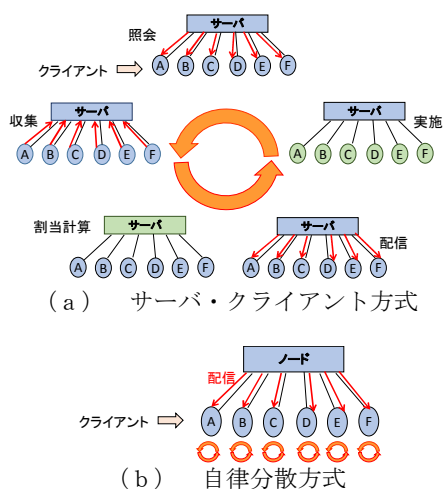 サーバ
照会
クライアント
A B C D E F
収集
サーバ
A B C D E F
サーバ
実施
A B C D E F
割当計算
サーバ
A B C D E F
サーバ
配信
A B C D E F
(a) サーバ・クライアント方式
ノード
配信
クライアント
A B C D E F
(b) 自律分散方式